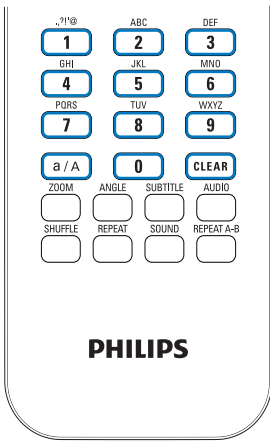 .,?!'@ ABC DEF
1 2 3
GHI JKL MNO
4 5 6
PQRS TUV WXYZ
7 8 9
a/A 0 CLEAR
ZOOM ANGLE SUBTITLE AUDIO
SHUFFLE REPEAT SOUND REPEAT A-B
PHILIPS